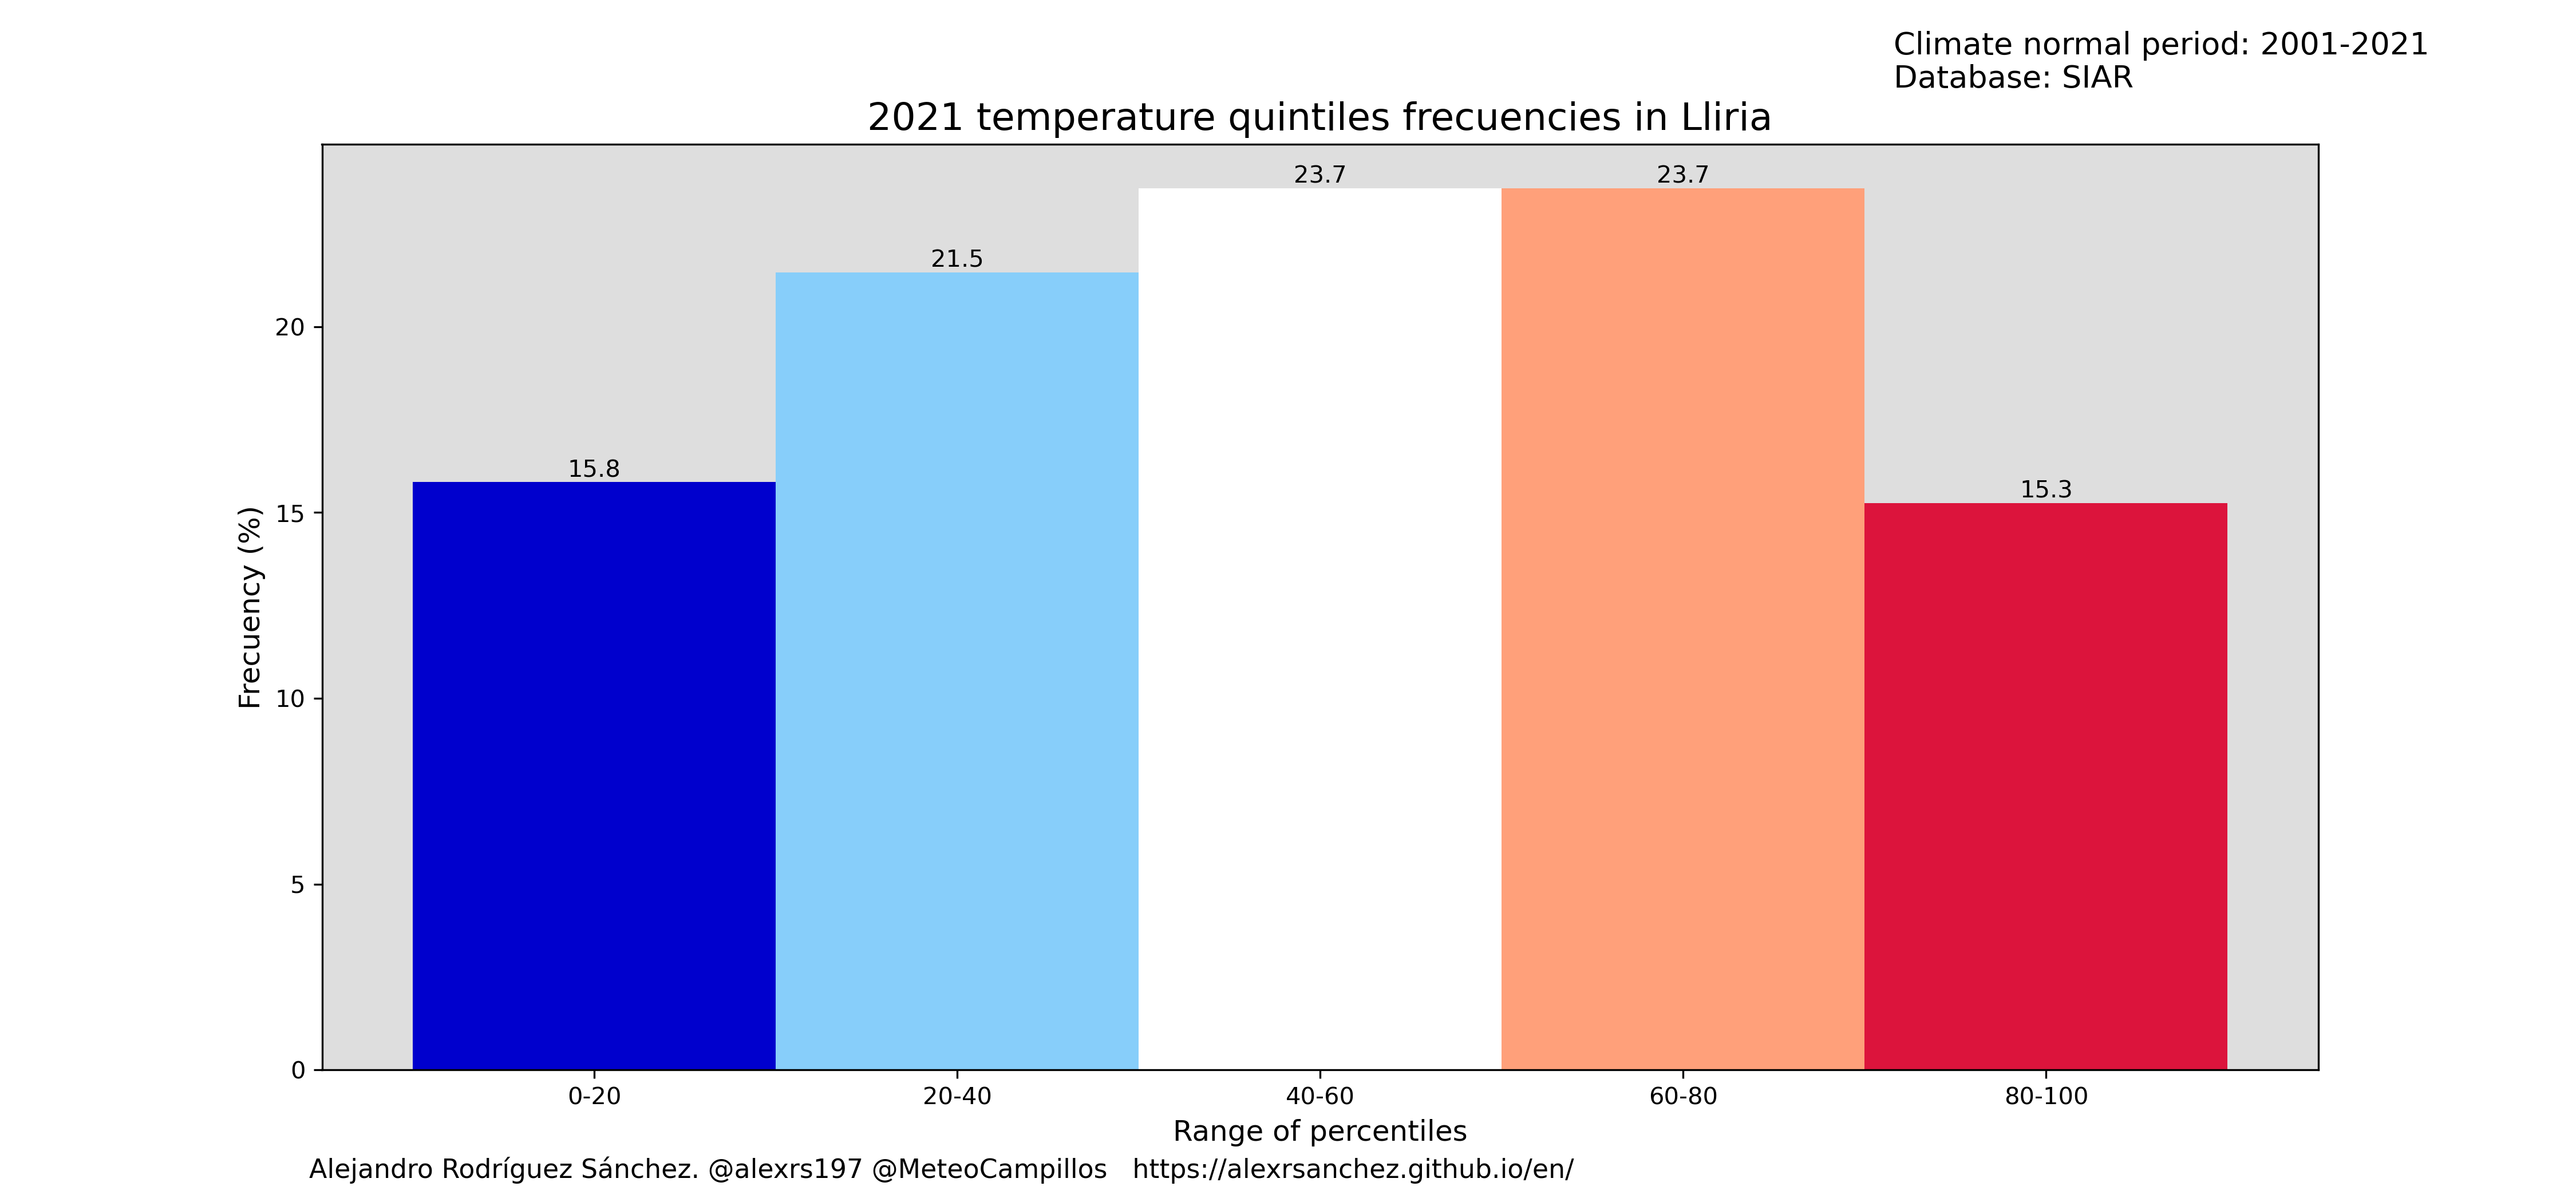 Climate normal period: 2001-2021
Database: SIAR
2021 temperature quintiles frecuencies in Lliria
23.7
23.7
21.5
15.8
15.3
Frecuency (%)
20
15
10
5
0
0-20
20-40
40-60
60-80
80-100
Range of percentiles
Alejandro Rodríguez Sánchez. @alexrs197 @MeteoCampillos   https://alexrsanchez.github.io/en/